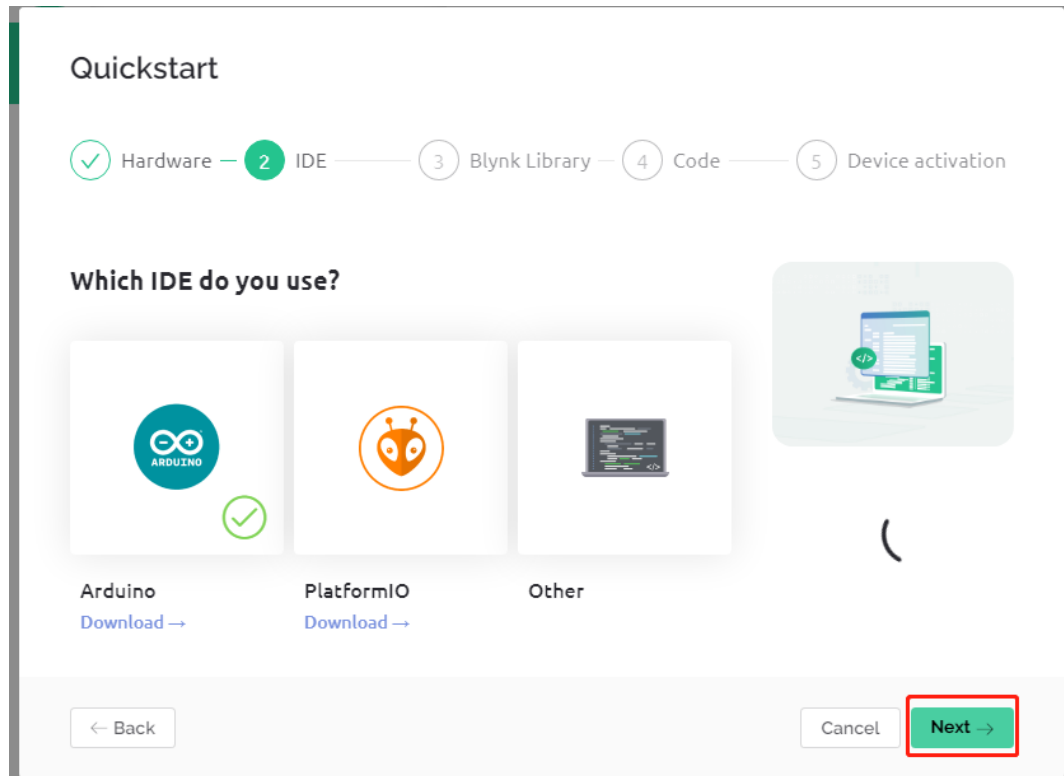 Quickstart
Hardware 2 IDE 3 Blynk Library 4 Code 5 Device activation
Which IDE do you use?
ARDUINO
</>
</>
Arduino PlatformIO Other
Download → Download →
← Back Cancel Next →